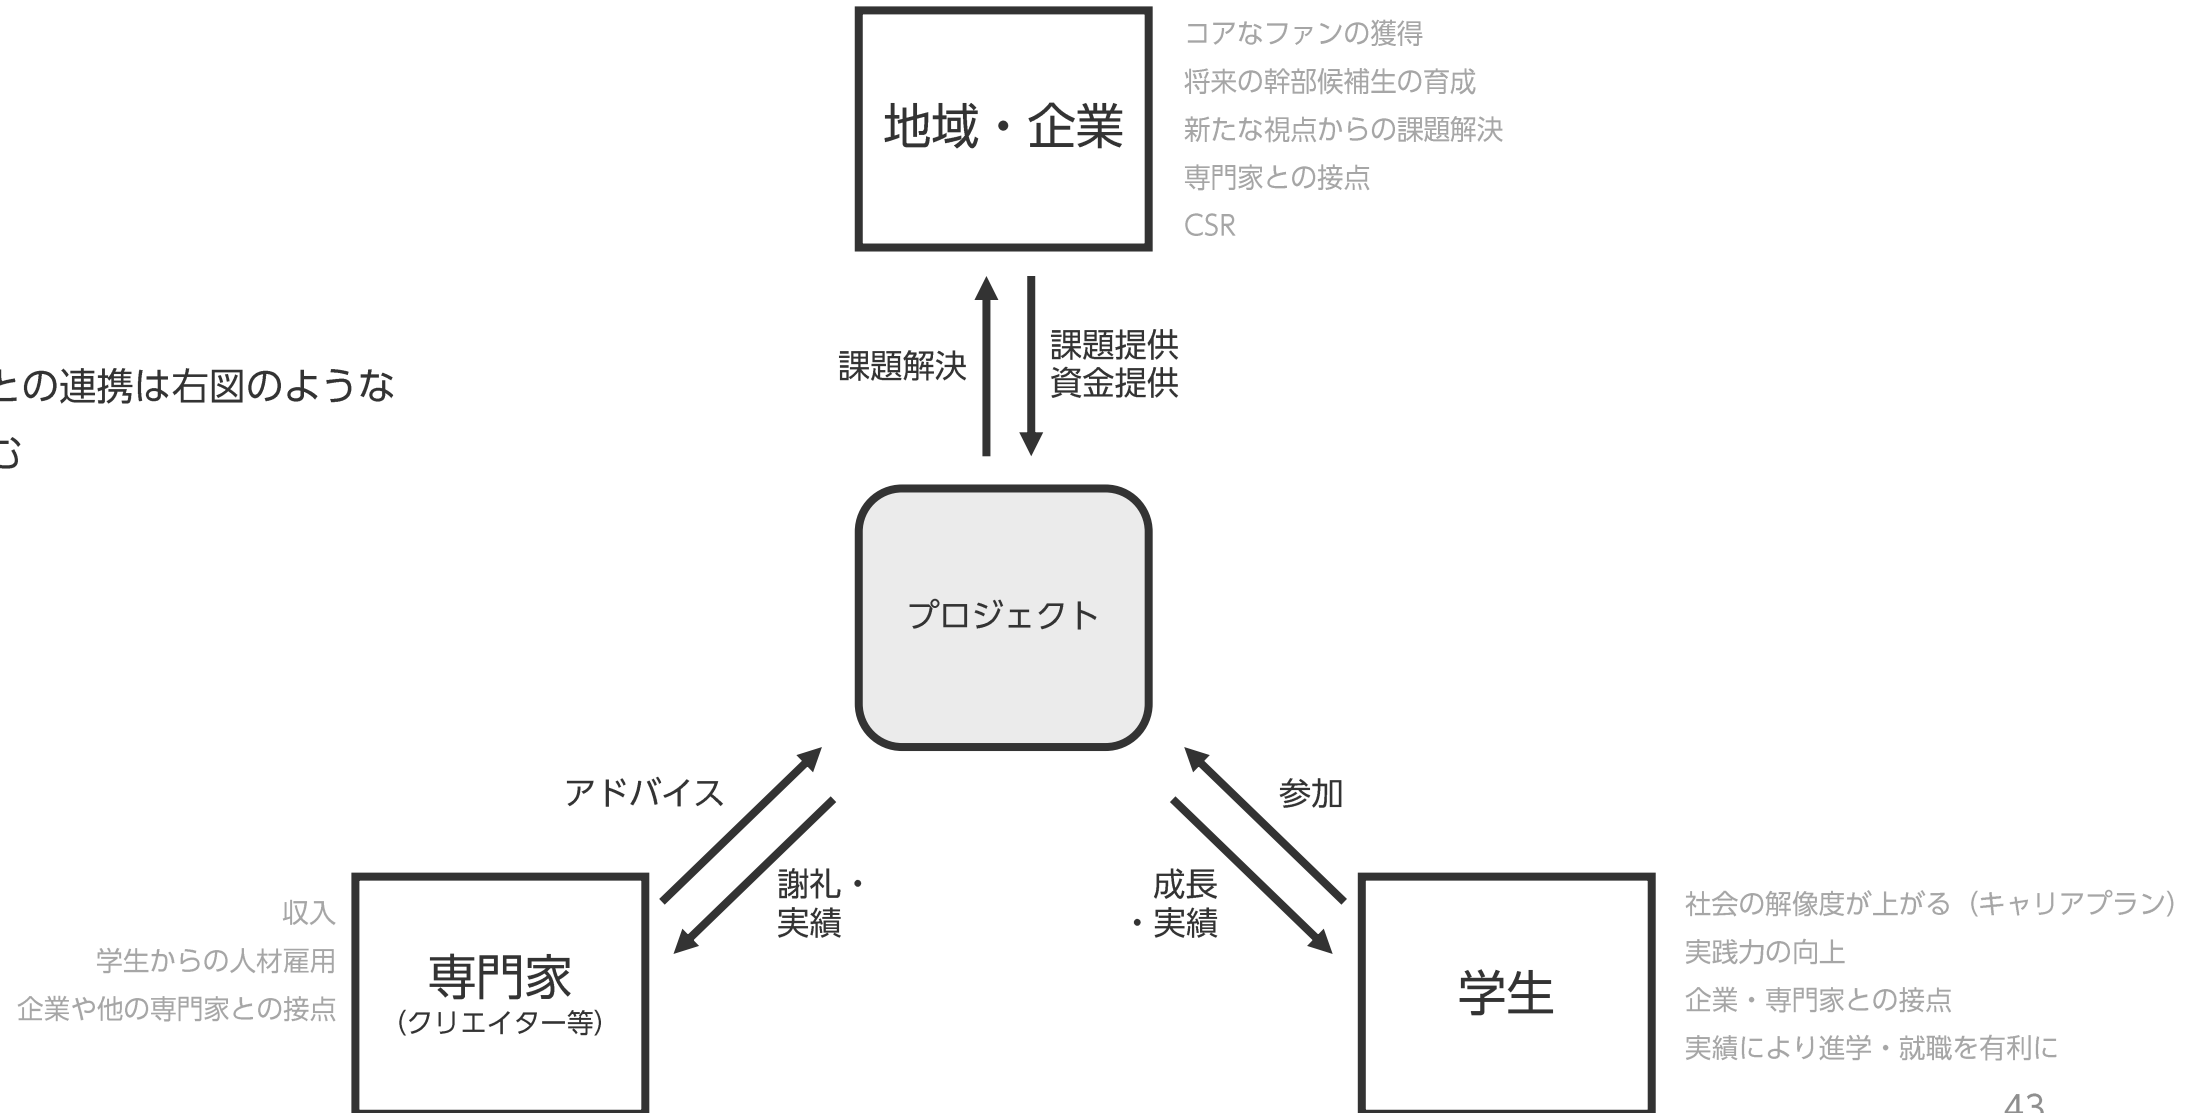 地域・企業
コアなファンの獲得
将来の幹部候補生の育成
新たな視点からの課題解決
専門家との接点
CSR
課題解決
課題提供
資金提供
との連携は右図のような
む
プロジェクト
アドバイス
謝礼・
実績
参加
成長
・実績
収入
学生からの人材雇用
企業や他の専門家との接点
専門家
（クリエイター等）
学生
社会の解像度が上がる（キャリアプラン）
実践力の向上
企業・専門家との接点
実績により進学・就職を有利に
43